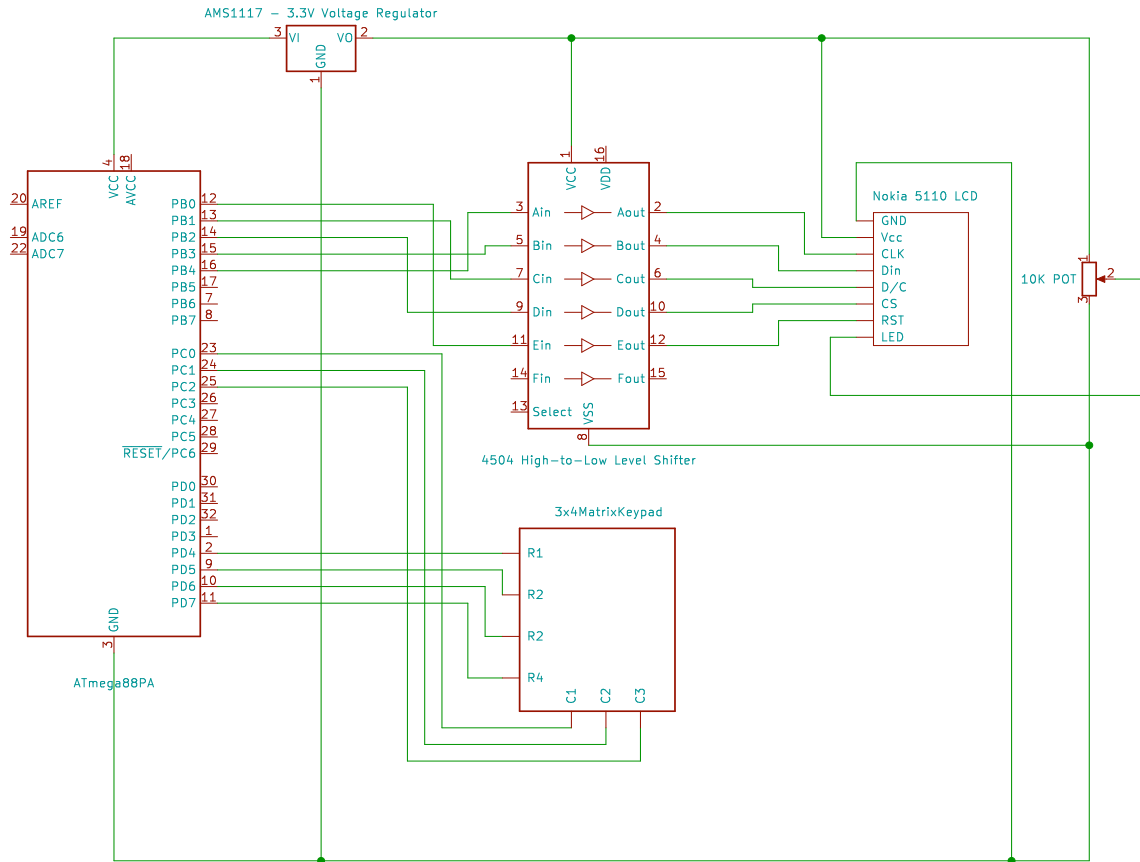 AMS1117 – 3.3V Voltage Regulator
3 VI VO 2
GND
1
4 18
VCC AVCC
20 AREF
19 ADC6
22 ADC7
PB0 12
PB1 13
PB2 14
PB3 15
PB4 16
PB5 17
PB6 7
PB7 8
PC0 23
PC1 24
PC2 25
PC3 26
PC4 27
PC5 28
RESET/PC6 29
PD0 30
PD1 31
PD2 32
PD3 1
PD4 2
PD5 9
PD6 10
PD7 11
GND
3
ATmega88PA
1 16
VCC VDD
3 Ain Aout 2
5 Bin Bout 4
7 Cin Cout 6
9 Din Dout 10
11 Ein Eout 12
14 Fin Fout 15
13 Select
VSS
8
4504 High-to-Low Level Shifter
Nokia 5110 LCD
GND
Vcc
CLK
Din
D/C
CS
RST
LED
10K POT
1
2
3
3x4MatrixKeypad
R1
R2
R2
R4
C1 C2 C3